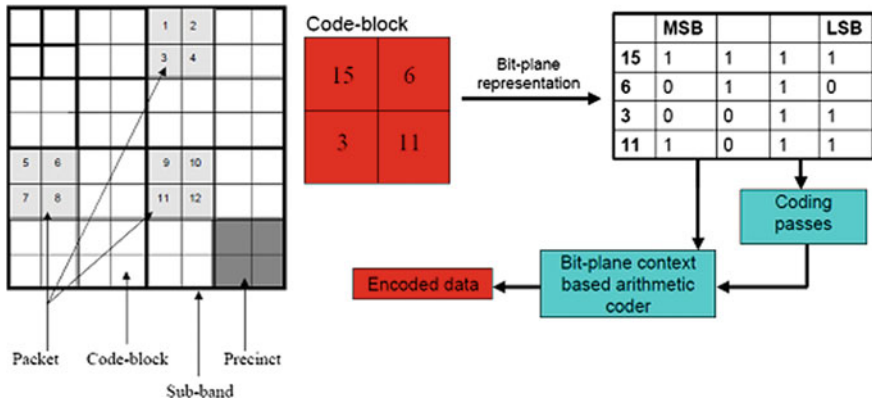 1 2
3 4
5 6
9 10
7 8
11 12
Packet
Code-block
Precinct
Sub-band
Code-block
15 6
3 11
Bit-plane
representation
MSB LSB
15 1 1 1 1
6 0 1 1 0
3 0 0 1 1
11 1 0 1 1
Coding
passes
Bit-plane context
based arithmetic
coder
Encoded data